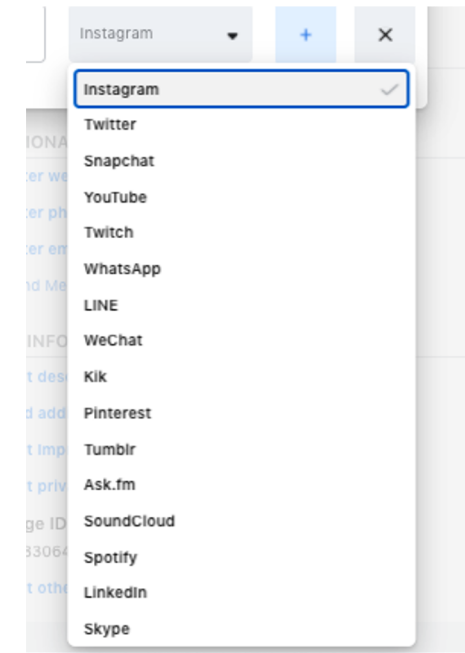 Instagram
Instagram
Twitter
Snapchat
YouTube
Twitch
WhatsApp
LINE
WeChat
Kik
Pinterest
Tumblr
Ask.fm
SoundCloud
Spotify
LinkedIn
Skype